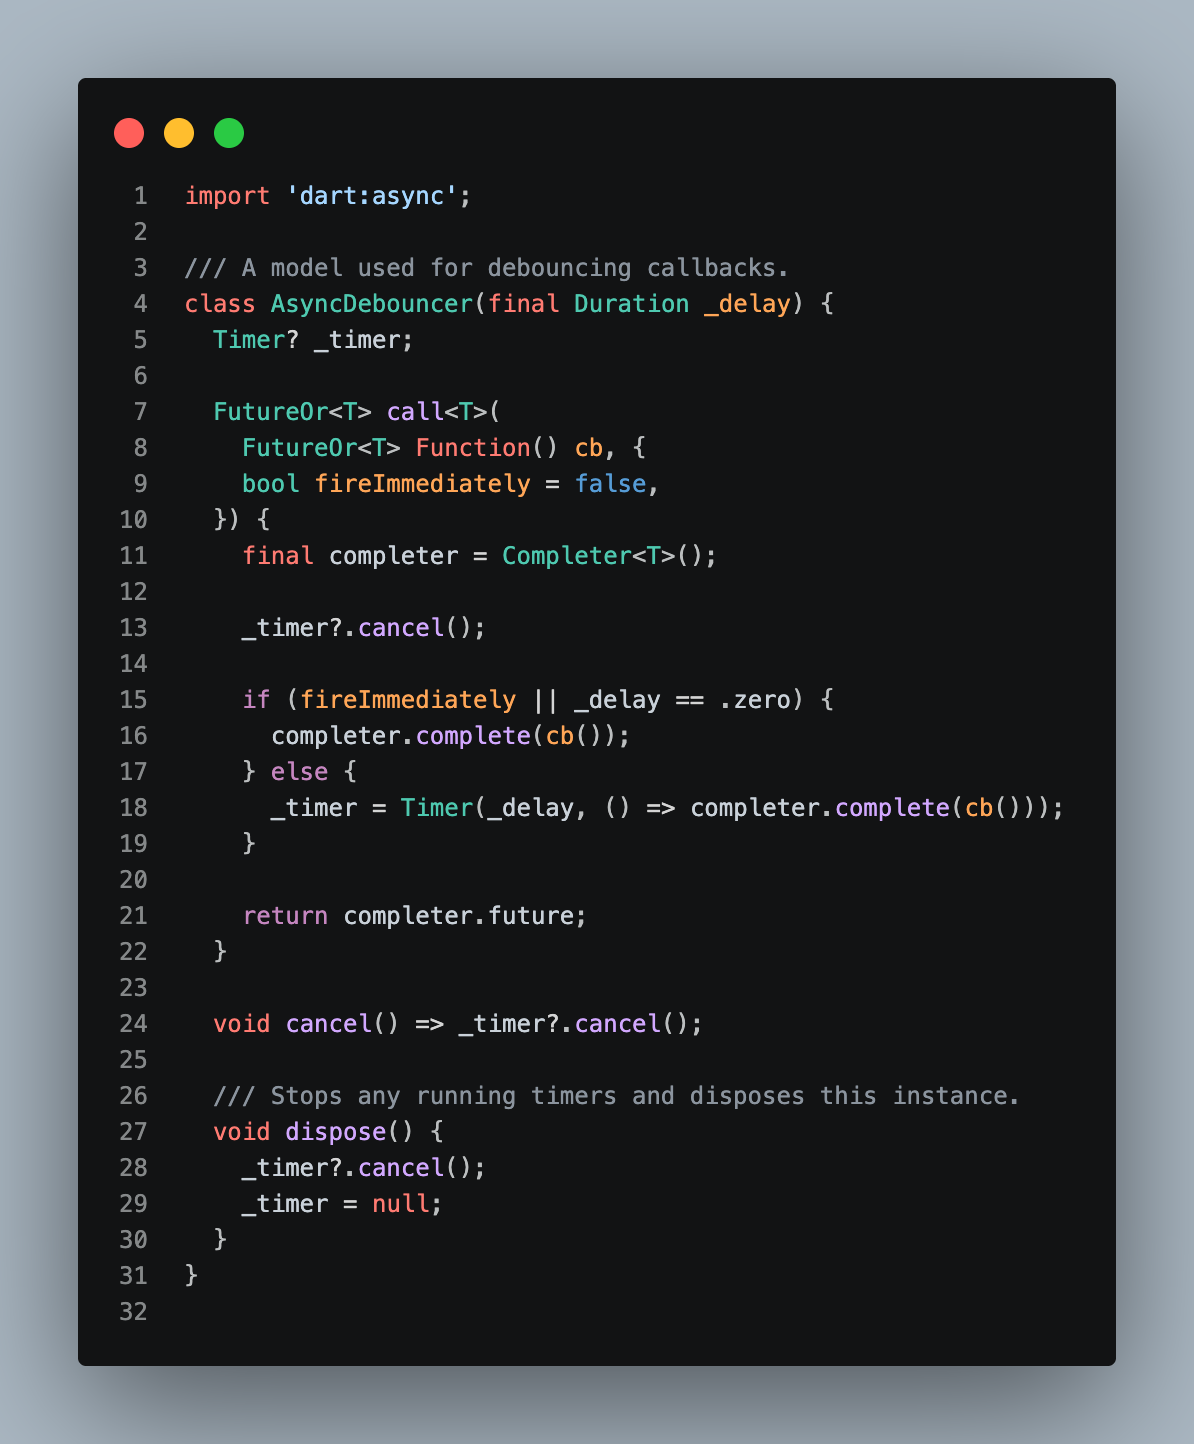 1 import 'dart:async';
2
3 /// A model used for debouncing callbacks.
4 class AsyncDebouncer(final Duration _delay) {
5   Timer? _timer;
6
7   FutureOr<T> call<T>(
8     FutureOr<T> Function() cb, {
9     bool fireImmediately = false,
10   }) {
11     final completer = Completer<T>();
12
13     _timer?.cancel();
14
15     if (fireImmediately || _delay == .zero) {
16       completer.complete(cb());
17     } else {
18       _timer = Timer(_delay, () => completer.complete(cb()));
19     }
20
21     return completer.future;
22   }
23
24   void cancel() => _timer?.cancel();
25
26   /// Stops any running timers and disposes this instance.
27   void dispose() {
28     _timer?.cancel();
29     _timer = null;
30   }
31 }
32